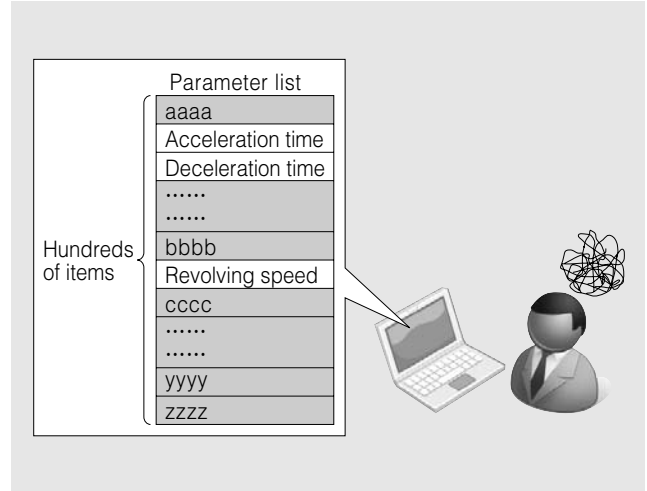 Parameter list
aaaa
Acceleration time
Deceleration time
······
······
Hundreds
of items
bbbb
Revolving speed
cccc
······
······
yyyy
zzzz